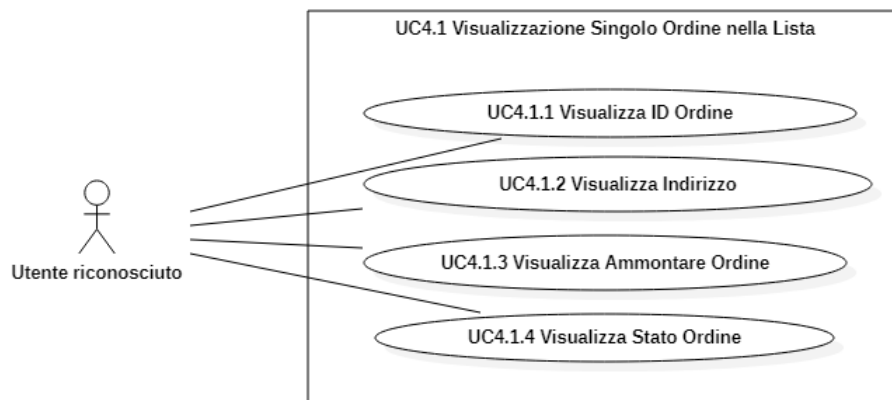 UC4.1 Visualizzazione Singolo Ordine nella Lista
UC4.1.1 Visualizza ID Ordine
UC4.1.2 Visualizza Indirizzo
Utente riconosciuto
UC4.1.3 Visualizza Ammontare Ordine
UC4.1.4 Visualizza Stato Ordine